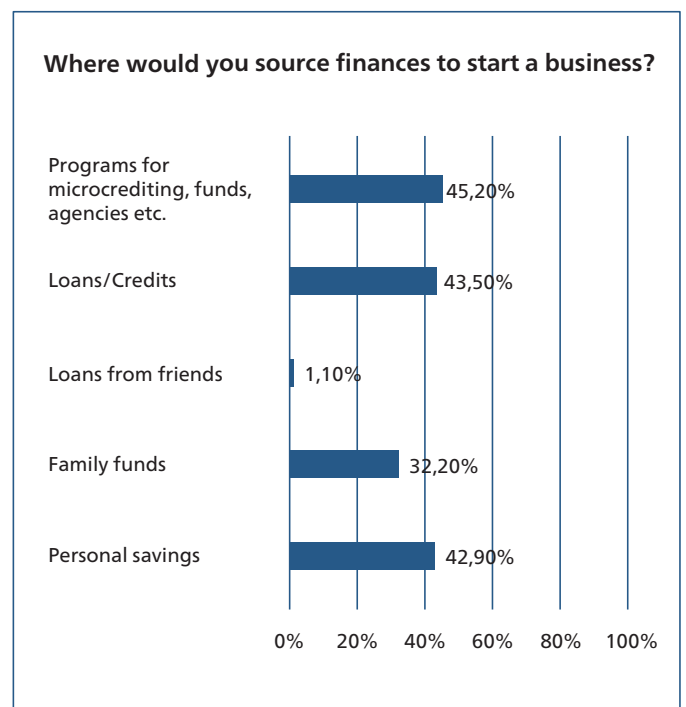 Where would you source finances to start a business?
Programs for
microcrediting, funds,
agencies etc.
45,20%
Loans/Credits
43,50%
Loans from friends
1,10%
Family funds
32,20%
Personal savings
42,90%
0% 20% 40% 60% 80% 100%